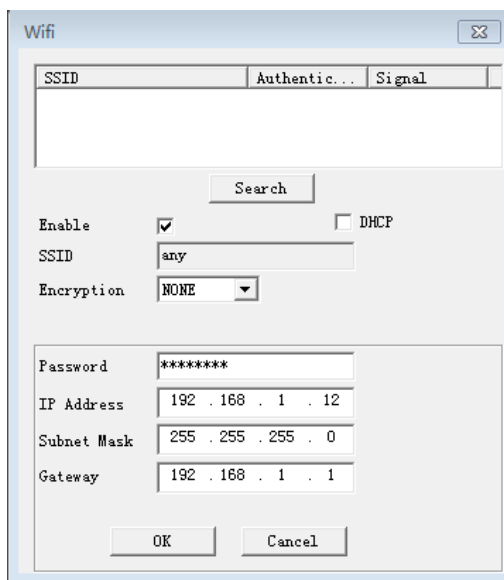 Wifi
SSID Authentic... Signal
Search
Enable DHCP
SSID any
Encryption NONE
Password ********
IP Address 192 . 168 . 1 . 12
Subnet Mask 255 . 255 . 255 . 0
Gateway 192 . 168 . 1 . 1
OK Cancel